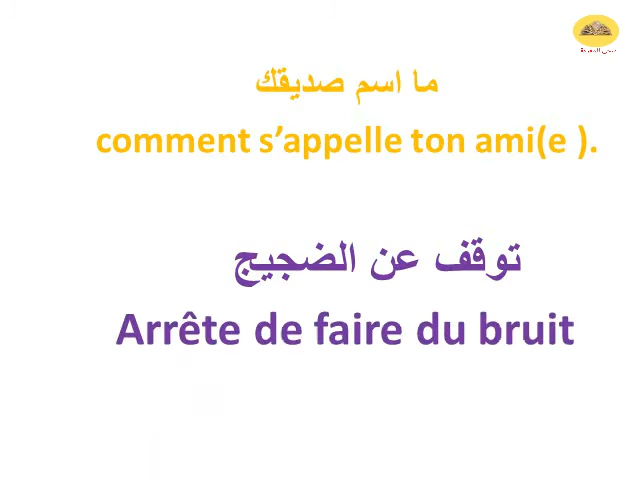 ما اسم صديقك
comment s’appelle ton ami(e ).
توقف عن الضجيج
Arrête de faire du bruit